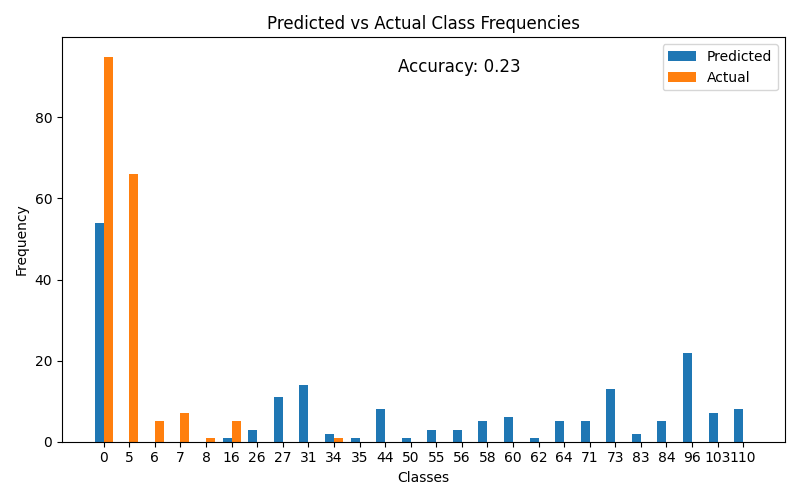 Predicted vs Actual Class Frequencies
Accuracy: 0.23
Predicted
Actual
Frequency
80
60
40
20
0
0 5 6 7 8 16 26 27 31 34 35 44 50 55 56 58 60 62 64 71 73 83 84 96 103 110
Classes